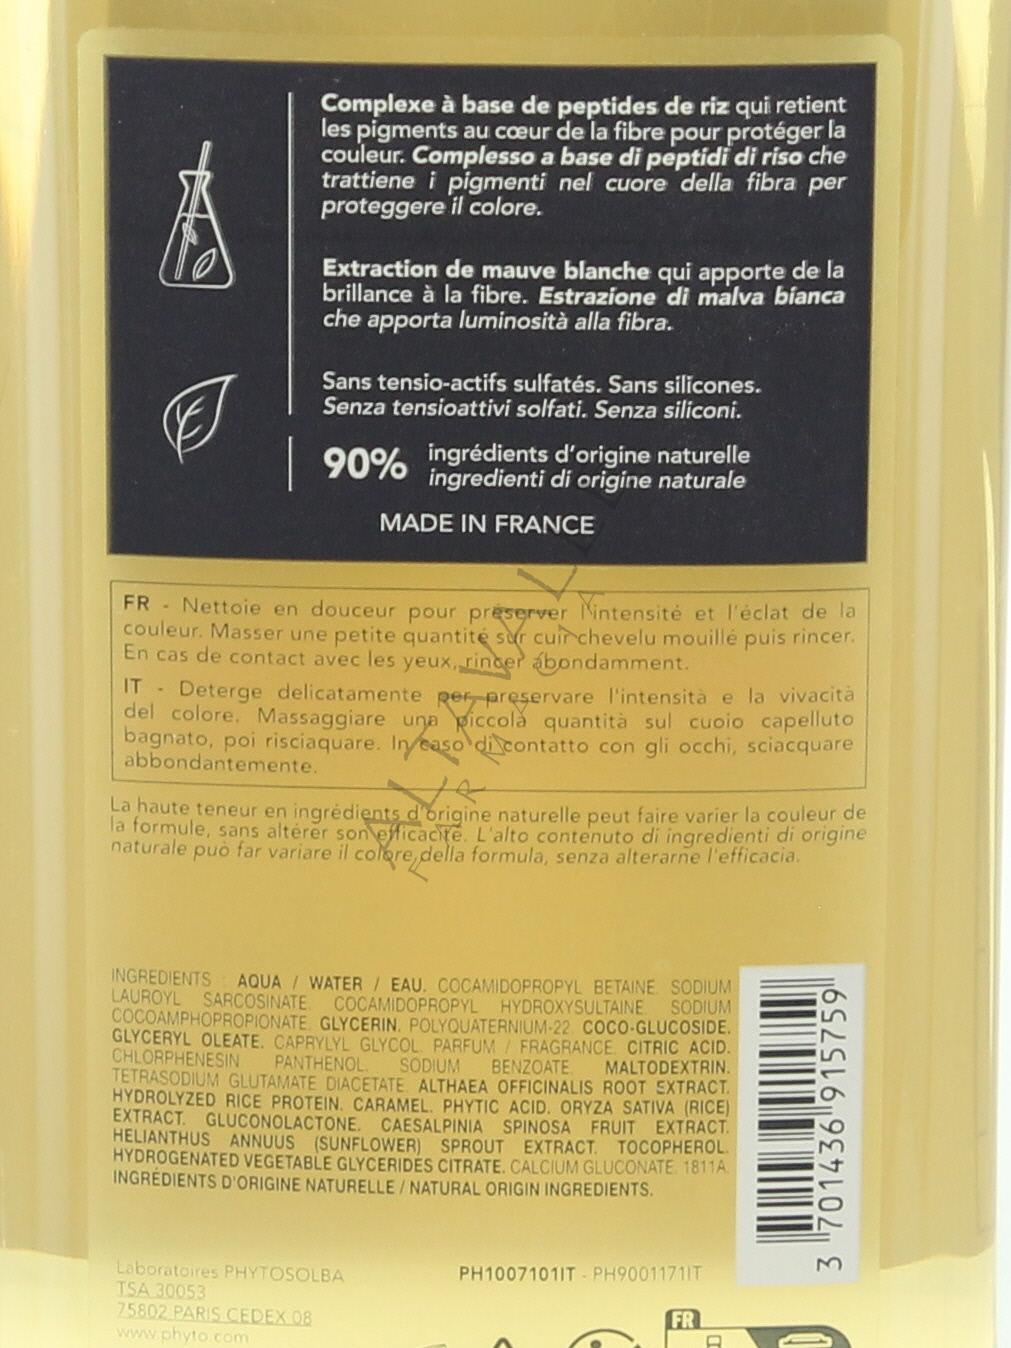 Complexe à base de peptides de riz qui retient
les pigments au cœur de la fibre pour protéger la
couleur. Complesso a base di peptidi di riso che
trattiene i pigmenti nel cuore della fibra per
proteggere il colore.
Extraction de mauve blanche qui apporte de la
brillance à la fibre. Estrazione di malva bianca
che apporta luminosità alla fibra.
Sans tensio-actifs sulfatés. Sans silicones.
Senza tensioattivi solfati. Senza siliconi.
90% ingrédients d'origine naturelle
ingredienti di origine naturale
MADE IN FRANCE
FR - Nettoie en douceur pour préserver l'intensité et l'éclat de la
couleur. Masser une petite quantité sur cuir chevelu mouillé puis rincer.
En cas de contact avec les yeux, rincer abondamment.
IT - Deterge delicatamente per preservare l'intensità e la vivacità
del colore. Massaggiare una piccola quantità sul cuoio capelluto
bagnato, poi risciaquare. In caso di contatto con gli occhi, sciacquare
abbondantemente.
La haute teneur en ingrédients d'origine naturelle peut faire varier la couleur de
la formule, sans altérer son efficacité. L'alto contenuto di ingredienti di origine
naturale può far variare il colore della formula, senza alterarne l'efficacia.
ALTAVALLE
FARMACIA
INGREDIENTS : AQUA / WATER / EAU. COCAMIDOPROPYL BETAINE. SODIUM
LAUROYL SARCOSINATE. COCAMIDOPROPYL HYDROXYSULTAINE. SODIUM
COCOAMPHOPROPIONATE. GLYCERIN. POLYQUATERNIUM-22. COCO-GLUCOSIDE.
GLYCERYL OLEATE. CAPRYLYL GLYCOL. PARFUM / FRAGRANCE. CITRIC ACID.
CHLORPHENESIN. PANTHENOL. SODIUM BENZOATE. MALTODEXTRIN.
TETRASODIUM GLUTAMATE DIACETATE. ALTHAEA OFFICINALIS ROOT EXTRACT.
HYDROLYZED RICE PROTEIN. CARAMEL. PHYTIC ACID. ORYZA SATIVA (RICE)
EXTRACT. GLUCONOLACTONE. CAESALPINIA SPINOSA FRUIT EXTRACT.
HELIANTHUS ANNUUS (SUNFLOWER) SPROUT EXTRACT. TOCOPHEROL.
HYDROGENATED VEGETABLE GLYCERIDES CITRATE. CALCIUM GLUCONATE. 1811A.
INGRÉDIENTS D'ORIGINE NATURELLE / NATURAL ORIGIN INGREDIENTS.
3 701436 915759
Laboratoires PHYTOSOLBA
TSA 30053
75802 PARIS CEDEX 08
www.phyto.com
PH1007101IT - PH9001171IT
FR